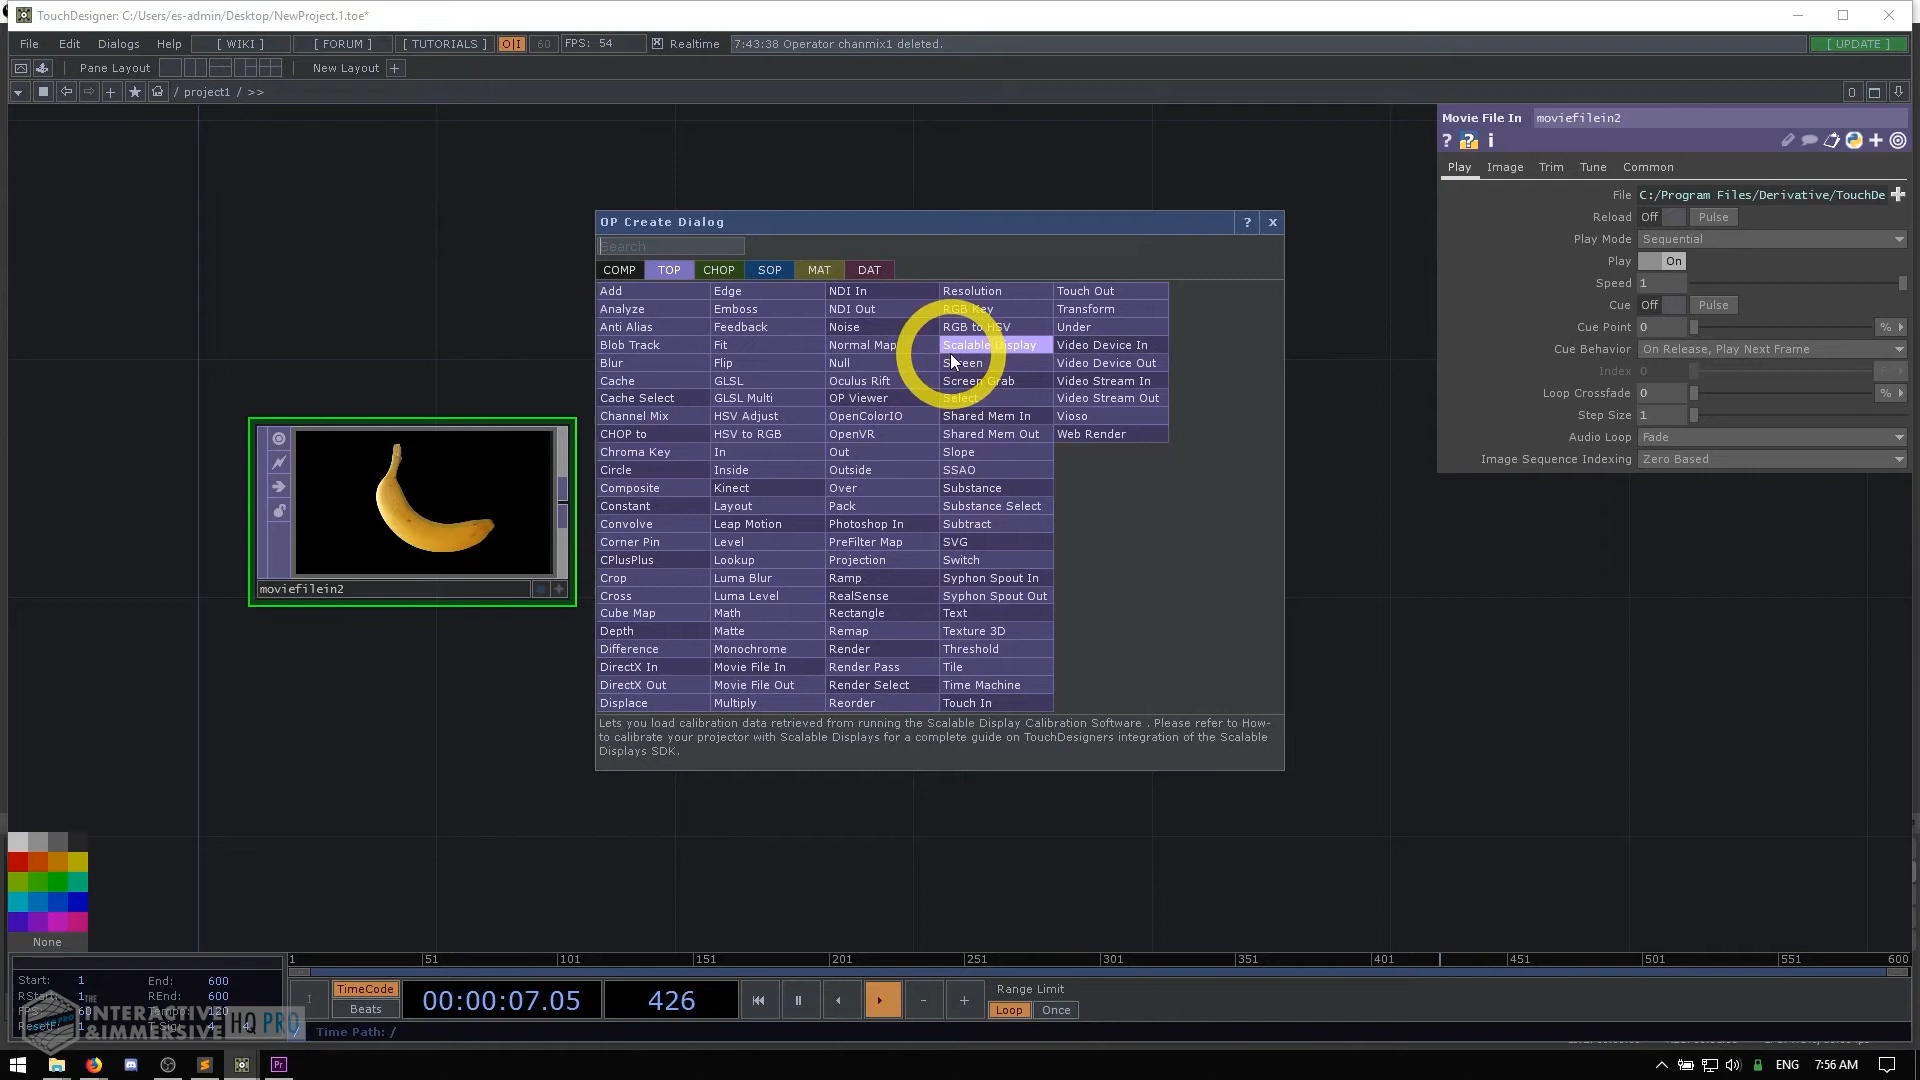 TouchDesigner: C:/Users/es-admin/Desktop/NewProject.1.toe*
File Edit Dialogs Help [ WIKI ] [ FORUM ] [ TUTORIALS ] O|I 60 FPS: 54 Realtime 7:43:38 Operator chanmix1 deleted. [ UPDATE ]
Pane Layout New Layout +
/ project1 / >> 0
Movie File In moviefilein2
? ? i
Play Image Trim Tune Common
File C:/Program Files/Derivative/TouchDe
Reload Off Pulse
Play Mode Sequential
Play On
Speed 1
Cue Off Pulse
Cue Point 0 %
Cue Behavior On Release, Play Next Frame
Index 0 F
Loop Crossfade 0 %
Step Size 1
Audio Loop Fade
Image Sequence Indexing Zero Based
OP Create Dialog ? x
Search
COMP TOP CHOP SOP MAT DAT
Add Edge NDI In Resolution Touch Out
Analyze Emboss NDI Out RGB Key Transform
Anti Alias Feedback Noise RGB to HSV Under
Blob Track Fit Normal Map Scalable Display Video Device In
Blur Flip Null Screen Video Device Out
Cache GLSL Oculus Rift Screen Grab Video Stream In
Cache Select GLSL Multi OP Viewer Select Video Stream Out
Channel Mix HSV Adjust OpenColorIO Shared Mem In Vioso
CHOP to HSV to RGB OpenVR Shared Mem Out Web Render
Chroma Key In Out Slope
Circle Inside Outside SSAO
Composite Kinect Over Substance
Constant Layout Pack Substance Select
Convolve Leap Motion Photoshop In Subtract
Corner Pin Level PreFilter Map SVG
CPlusPlus Lookup Projection Switch
Crop Luma Blur Ramp Syphon Spout In
Cross Luma Level RealSense Syphon Spout Out
Cube Map Math Rectangle Text
Depth Matte Remap Texture 3D
Difference Monochrome Render Threshold
DirectX In Movie File In Render Pass Tile
DirectX Out Movie File Out Render Select Time Machine
Displace Multiply Reorder Touch In
Lets you load calibration data retrieved from running the Scalable Display Calibration Software . Please refer to How-
to calibrate your projector with Scalable Displays for a complete guide on TouchDesigners integration of the Scalable
Displays SDK.
moviefilein2
None
1 51 101 151 201 251 301 351 401 451 501 551 600
Start: 1 End: 600
RStart: 1 REnd: 600
FPS: 60 Tempo: 120
ResetF: 1 T Sig: 4 4
THE INTERACTIVE & IMMERSIVE HQ PRO
TimeCode
Beats
00:00:07.05 426
Range Limit
Loop Once
Time Path: /
Pr
ENG 7:56 AM